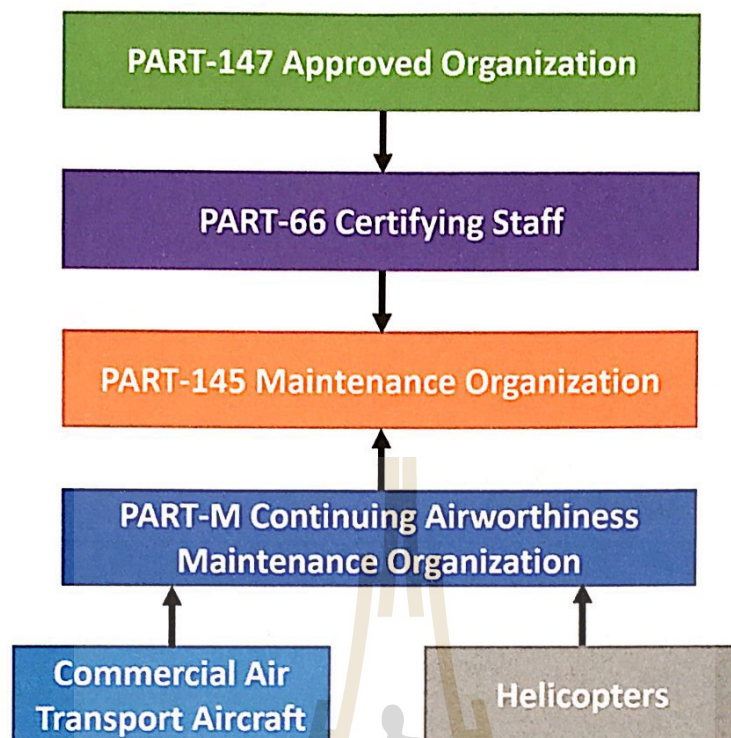 PART-147 Approved Organization
PART-66 Certifying Staff
PART-145 Maintenance Organization
PART-M Continuing Airworthiness
Maintenance Organization
Commercial Air
Transport Aircraft
Helicopters